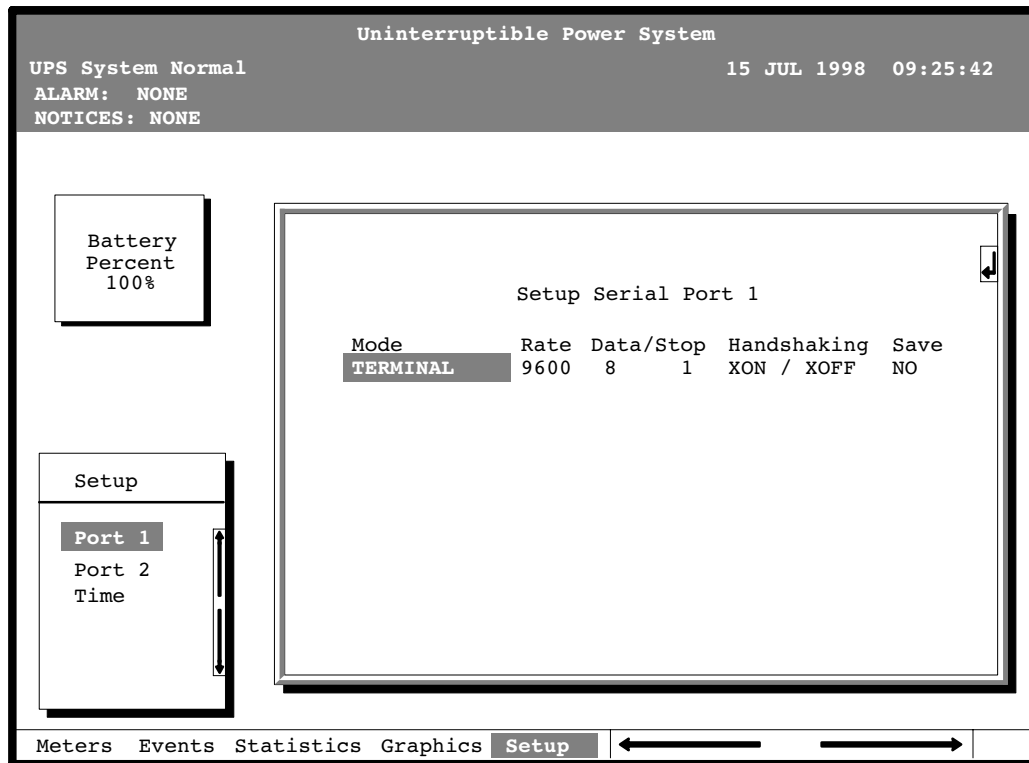 Uninterruptible Power System
UPS System Normal 15 JUL 1998 09:25:42
ALARM: NONE
NOTICES: NONE
Battery
Percent
100%
Setup Serial Port 1
Mode Rate Data/Stop Handshaking Save
TERMINAL 9600 8 1 XON / XOFF NO
Setup
Port 1
Port 2
Time
Meters Events Statistics Graphics Setup